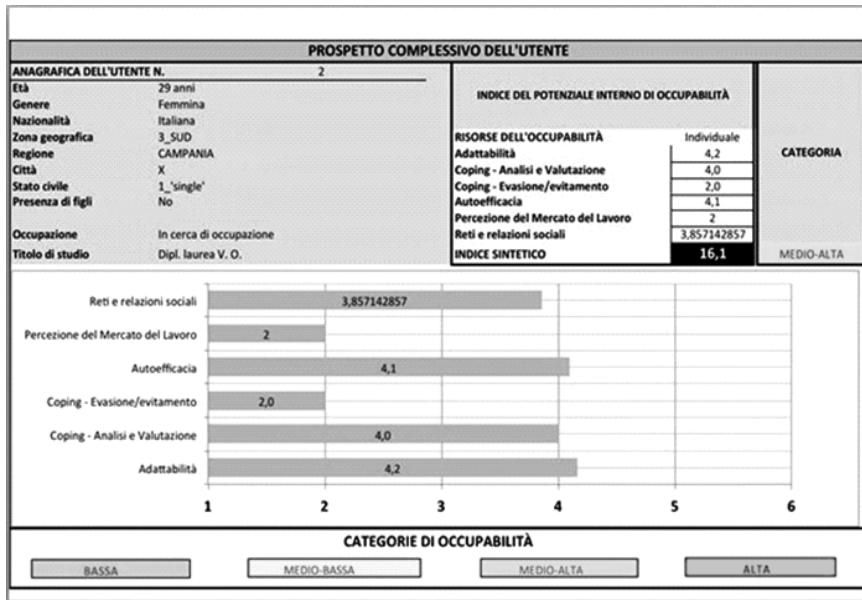 PROSPETTO COMPLESSIVO DELL'UTENTE
ANAGRAFICA DELL'UTENTE N. 2
Età 29 anni
Genere Femmina
Nazionalità Italiana
Zona geografica 3_SUD
Regione CAMPANIA
Città X
Stato civile 1_'single'
Presenza di figli No
Occupazione In cerca di occupazione
Titolo di studio Dipl. laurea V. O.
INDICE DEL POTENZIALE INTERNO DI OCCUPABILITÀ
RISORSE DELL'OCCUPABILITÀ Individuale
Adattabilità 4,2
Coping - Analisi e Valutazione 4,0
Coping - Evasione/evitamento 2,0
Autoefficacia 4,1
Percezione del Mercato del Lavoro 2
Reti e relazioni sociali 3,857142857
INDICE SINTETICO 16,1
CATEGORIA
MEDIO-ALTA
Reti e relazioni sociali 3,857142857
Percezione del Mercato del Lavoro 2
Autoefficacia 4,1
Coping - Evasione/evitamento 2,0
Coping - Analisi e Valutazione 4,0
Adattabilità 4,2
1 2 3 4 5 6
CATEGORIE DI OCCUPABILITÀ
BASSA MEDIO-BASSA MEDIO-ALTA ALTA